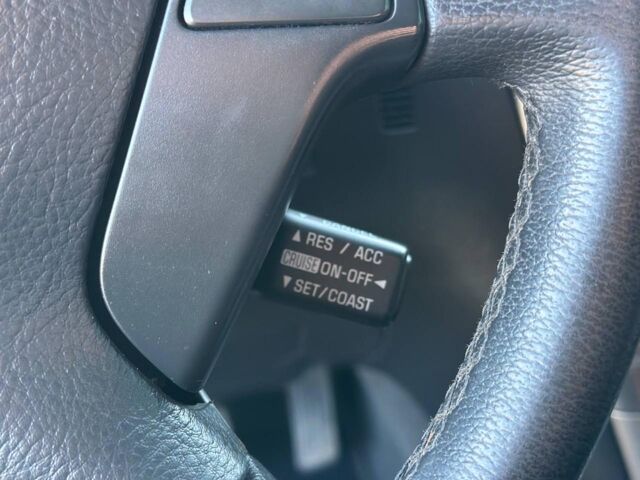 ▲ RES / ACC
CRUISE ON-OFF ◄
▼ SET/COAST